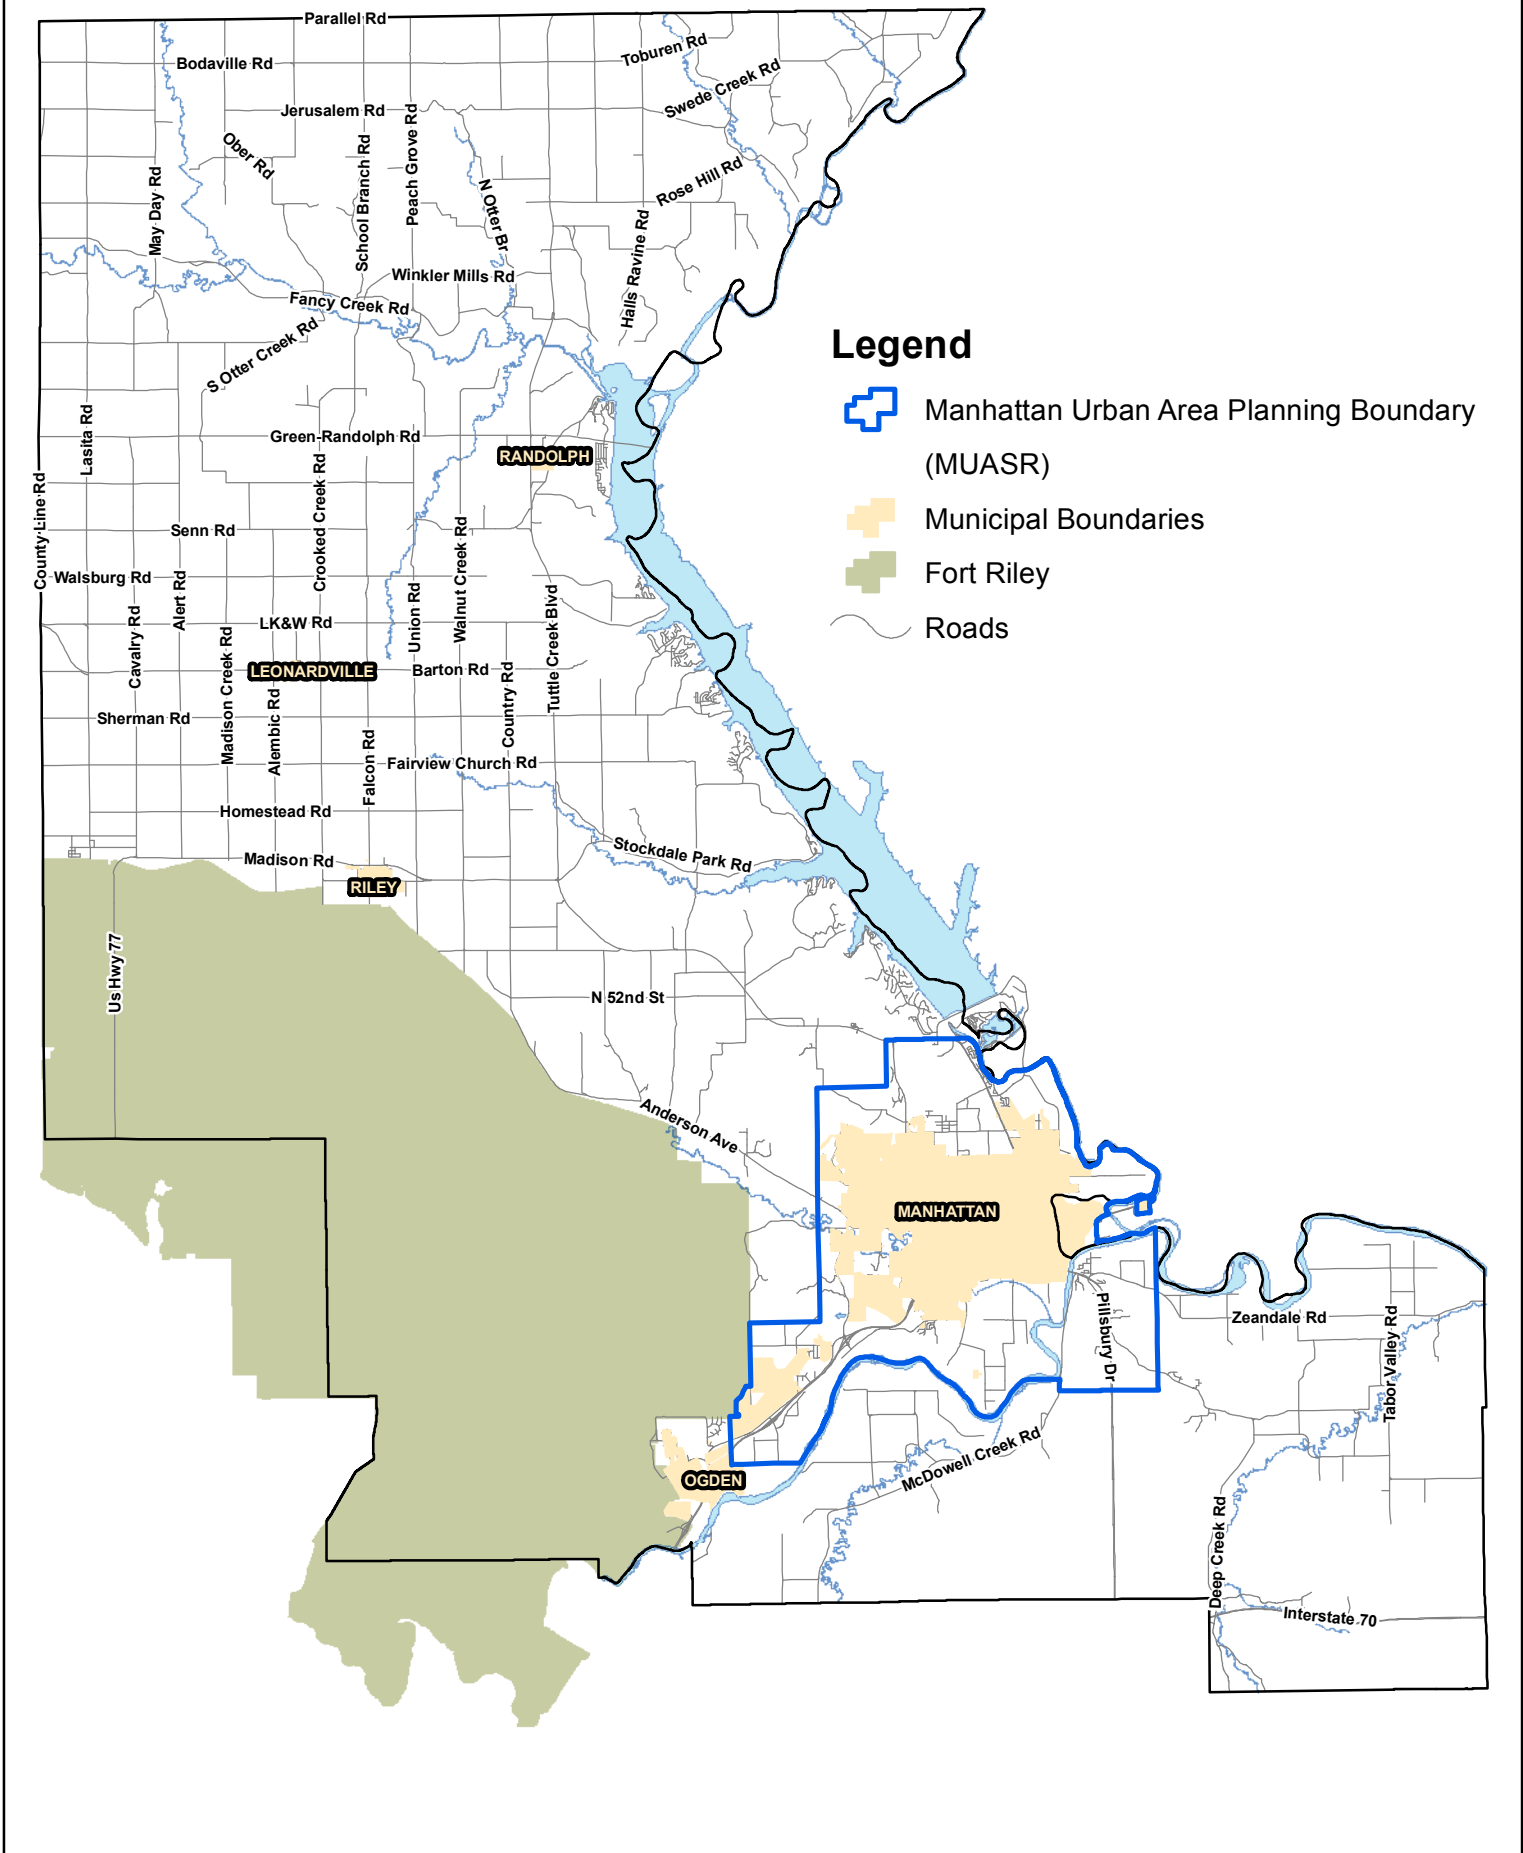 Parallel Rd
Bodaville Rd
Toburen Rd
Swede Creek Rd
Jerusalem Rd
Ober Rd
School Branch Rd
Peach Grove Rd
May Day Rd
N Otter Br
Rose Hill Rd
Halls Ravine Rd
Winkler Mills Rd
Fancy Creek Rd
S Otter Creek Rd
Legend
Manhattan Urban Area Planning Boundary
(MUASR)
Municipal Boundaries
Fort Riley
Roads
Lasita Rd
Green-Randolph Rd
RANDOLPH
County Line Rd
Crooked Creek Rd
Senn Rd
Walnut Creek Rd
Walsburg Rd
Alert Rd
Cavalry Rd
Union Rd
Tuttle Creek Blvd
LK&W Rd
Madison Creek Rd
LEONARDVILLE
Barton Rd
Country Rd
Alembic Rd
Sherman Rd
Falcon Rd
Fairview Church Rd
Homestead Rd
Madison Rd
Stockdale Park Rd
RILEY
Us Hwy 77
N 52nd St
Anderson Ave
MANHATTAN
Pillsbury Dr
Zeandale Rd
Tabor Valley Rd
McDowell Creek Rd
OGDEN
Deep Creek Rd
Interstate 70